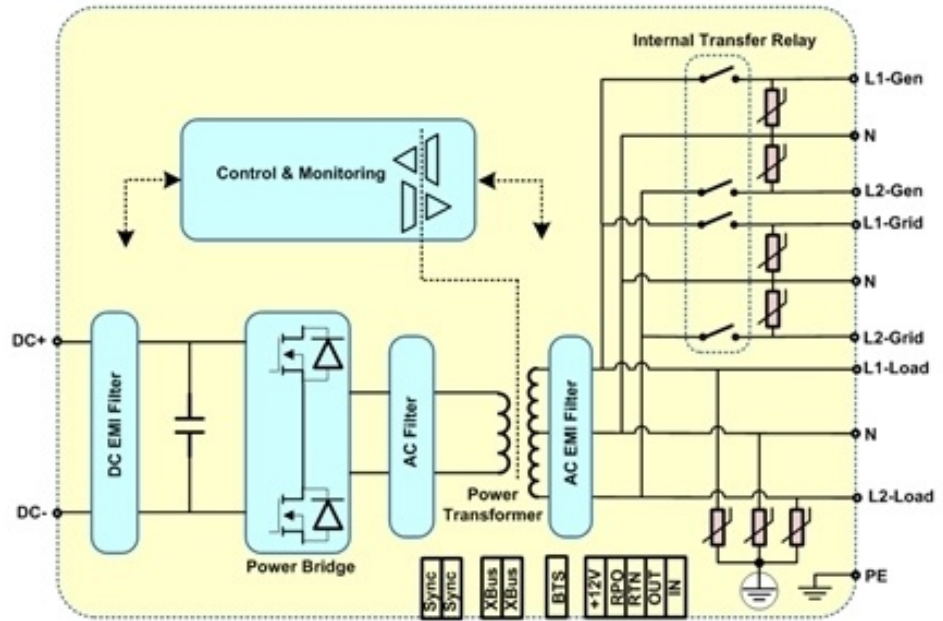 Internal Transfer Relay
L1-Gen
N
L2-Gen
Control & Monitoring
L1-Grid
N
L2-Grid
DC+
L1-Load
DC EMI Filter
AC Filter
AC EMI Filter
N
Power
Transformer
L2-Load
DC-
Power Bridge
PE
Sync
Sync
XBus
XBus
BTS
+12V
RPO
RTN
OUT
IN